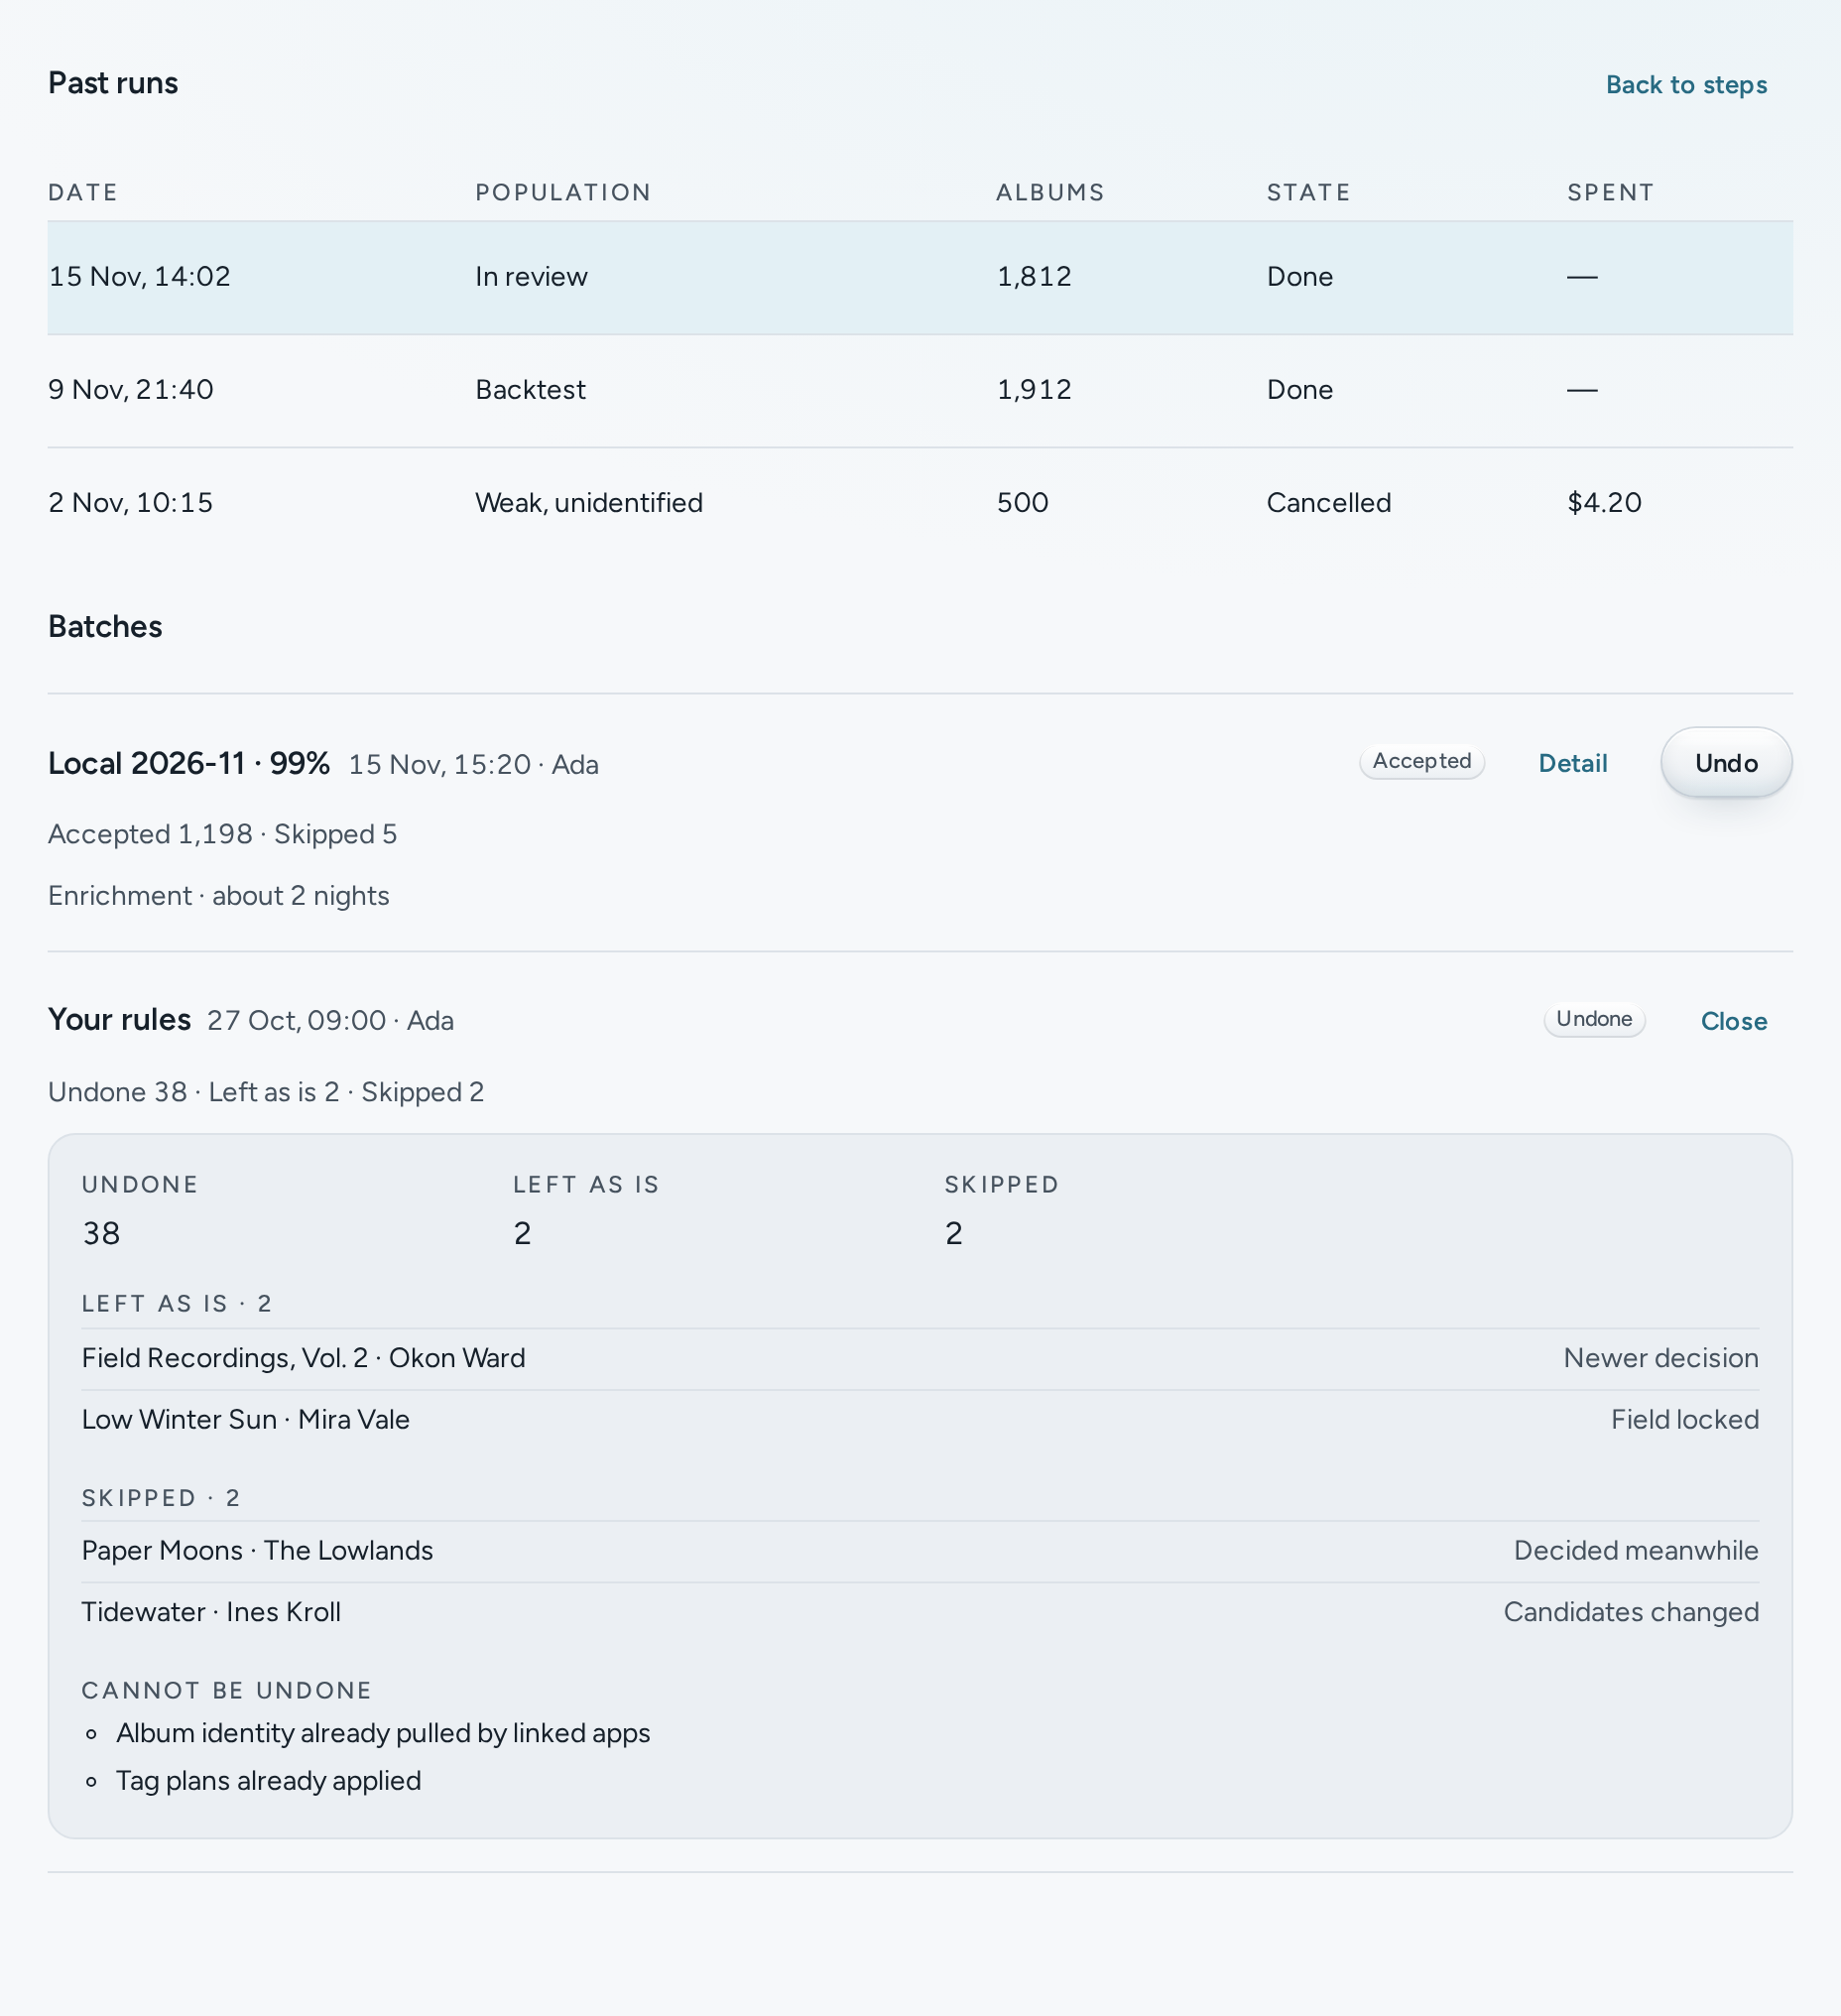 Past runs Back to steps
DATE POPULATION ALBUMS STATE SPENT
15 Nov, 14:02 In review 1,812 Done —
9 Nov, 21:40 Backtest 1,912 Done —
2 Nov, 10:15 Weak, unidentified 500 Cancelled $4.20
Batches
Local 2026-11 · 99% 15 Nov, 15:20 · Ada Accepted Detail Undo
Accepted 1,198 · Skipped 5
Enrichment · about 2 nights
Your rules 27 Oct, 09:00 · Ada Undone Close
Undone 38 · Left as is 2 · Skipped 2
UNDONE LEFT AS IS SKIPPED
38 2 2
LEFT AS IS · 2
Field Recordings, Vol. 2 · Okon Ward Newer decision
Low Winter Sun · Mira Vale Field locked
SKIPPED · 2
Paper Moons · The Lowlands Decided meanwhile
Tidewater · Ines Kroll Candidates changed
CANNOT BE UNDONE
Album identity already pulled by linked apps
Tag plans already applied